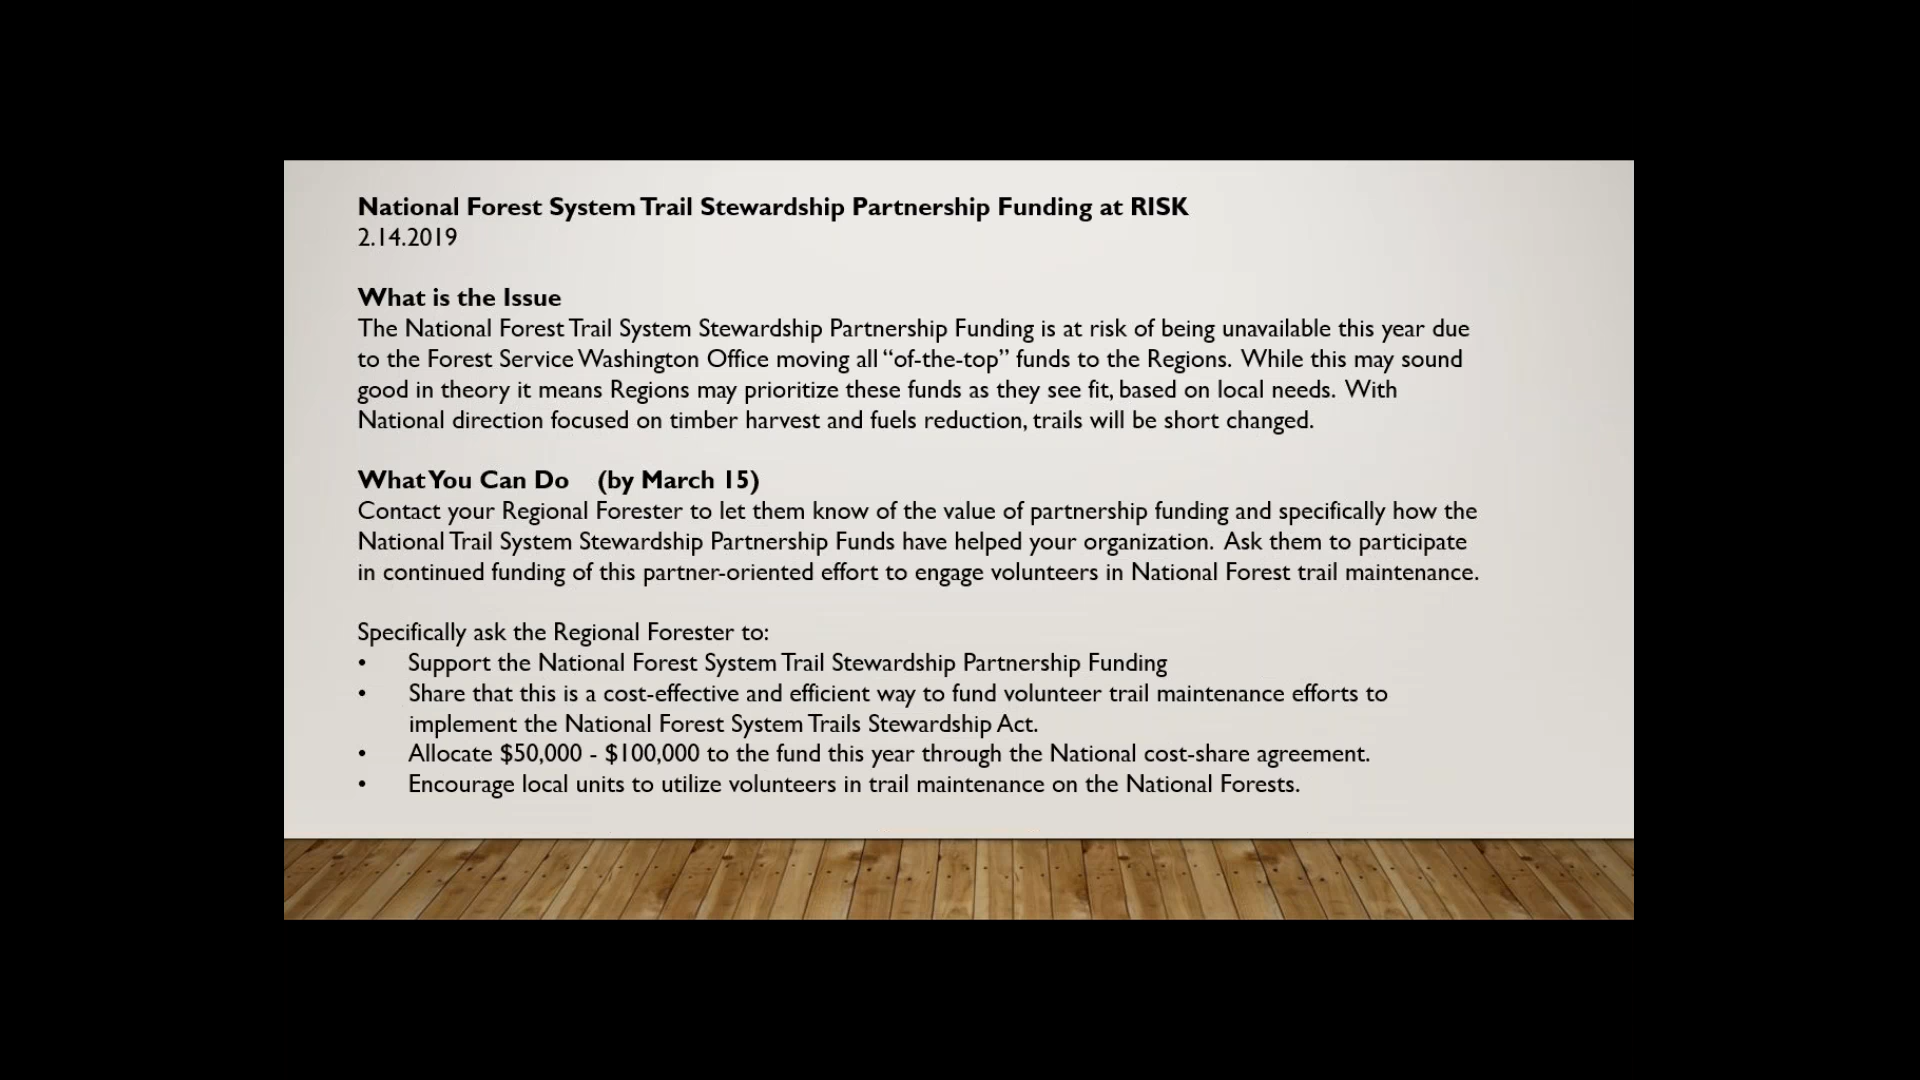 National Forest System Trail Stewardship Partnership Funding at RISK
2.14.2019
What is the Issue
The National Forest Trail System Stewardship Partnership Funding is at risk of being unavailable this year due
to the Forest Service Washington Office moving all “of-the-top” funds to the Regions. While this may sound
good in theory it means Regions may prioritize these funds as they see fit, based on local needs. With
National direction focused on timber harvest and fuels reduction, trails will be short changed.
What You Can Do (by March 15)
Contact your Regional Forester to let them know of the value of partnership funding and specifically how the
National Trail System Stewardship Partnership Funds have helped your organization. Ask them to participate
in continued funding of this partner-oriented effort to engage volunteers in National Forest trail maintenance.
Specifically ask the Regional Forester to:
• Support the National Forest System Trail Stewardship Partnership Funding
• Share that this is a cost-effective and efficient way to fund volunteer trail maintenance efforts to
implement the National Forest System Trails Stewardship Act.
• Allocate $50,000 - $100,000 to the fund this year through the National cost-share agreement.
• Encourage local units to utilize volunteers in trail maintenance on the National Forests.